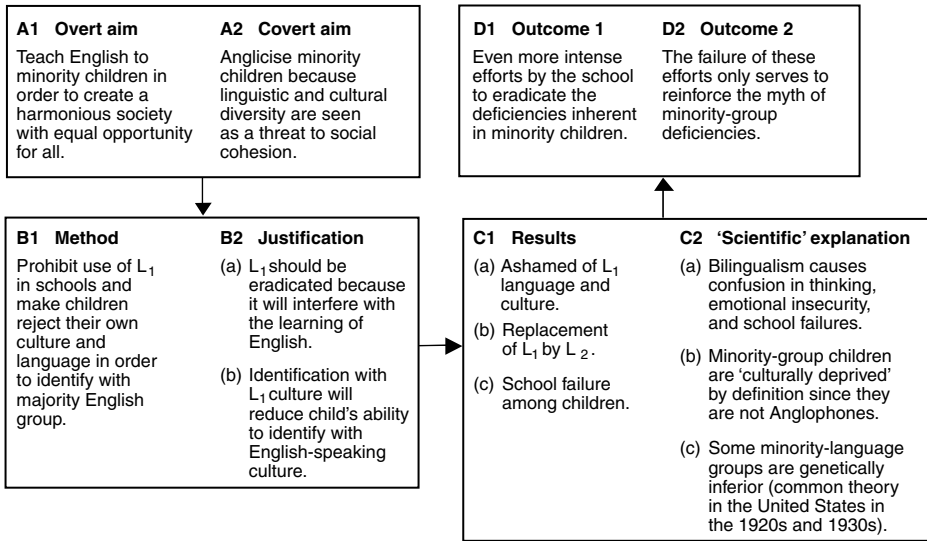 A1 Overt aim
Teach English to
minority children in
order to create a
harmonious society
with equal opportunity
for all.
A2 Covert aim
Anglicise minority
children because
linguistic and cultural
diversity are seen
as a threat to social
cohesion.
B1 Method
Prohibit use of L1
in schools and
make children
reject their own
culture and
language in order
to identify with
majority English
group.
B2 Justification
(a) L1 should be
eradicated because
it will interfere with
the learning of
English.
(b) Identification with
L1 culture will
reduce child's ability
to identify with
English-speaking
culture.
C1 Results
(a) Ashamed of L1
language and
culture.
(b) Replacement
of L1 by L2.
(c) School failure
among children.
C2 'Scientific' explanation
(a) Bilingualism causes
confusion in thinking,
emotional insecurity,
and school failures.
(b) Minority-group children
are 'culturally deprived'
by definition since they
are not Anglophones.
(c) Some minority-language
groups are genetically
inferior (common theory
in the United States in
the 1920s and 1930s).
D1 Outcome 1
Even more intense
efforts by the school
to eradicate the
deficiencies inherent
in minority children.
D2 Outcome 2
The failure of these
efforts only serves to
reinforce the myth of
minority-group
deficiencies.